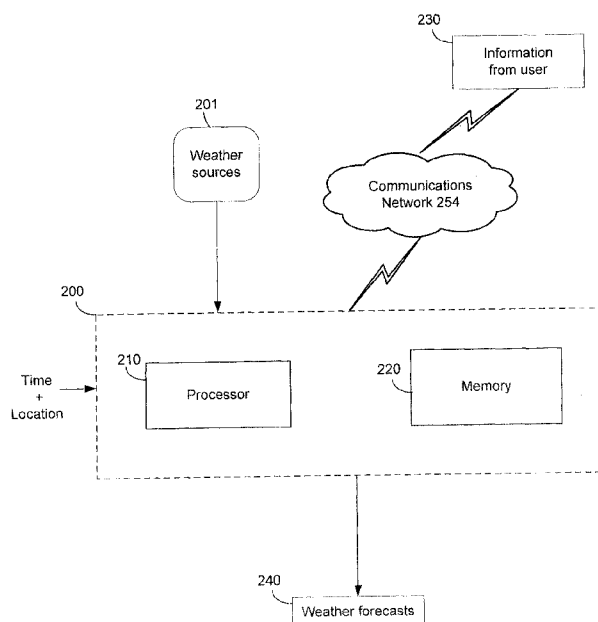 230
Information
from user
201
Weather
sources
Communications
Network 254
200
210
Processor
220
Memory
Time
+
Location
240
Weather forecasts